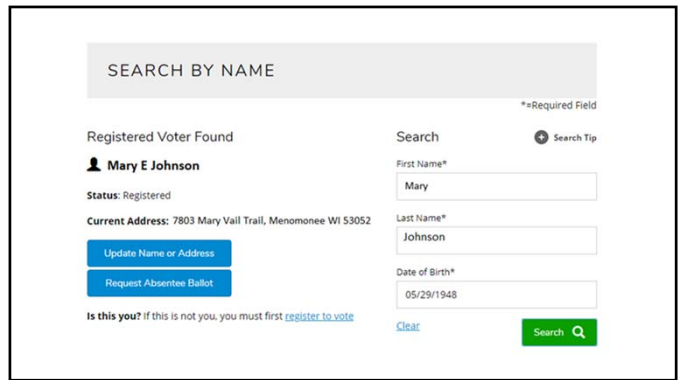 SEARCH BY NAME
*=Required Field
Registered Voter Found
Mary E Johnson
Status: Registered
Current Address: 7803 Mary Vail Trail, Menomonee WI 53052
Update Name or Address
Request Absentee Ballot
Is this you? If this is not you, you must first register to vote
Search
Search Tip
First Name*
Mary
Last Name*
Johnson
Date of Birth*
05/29/1948
Clear
Search